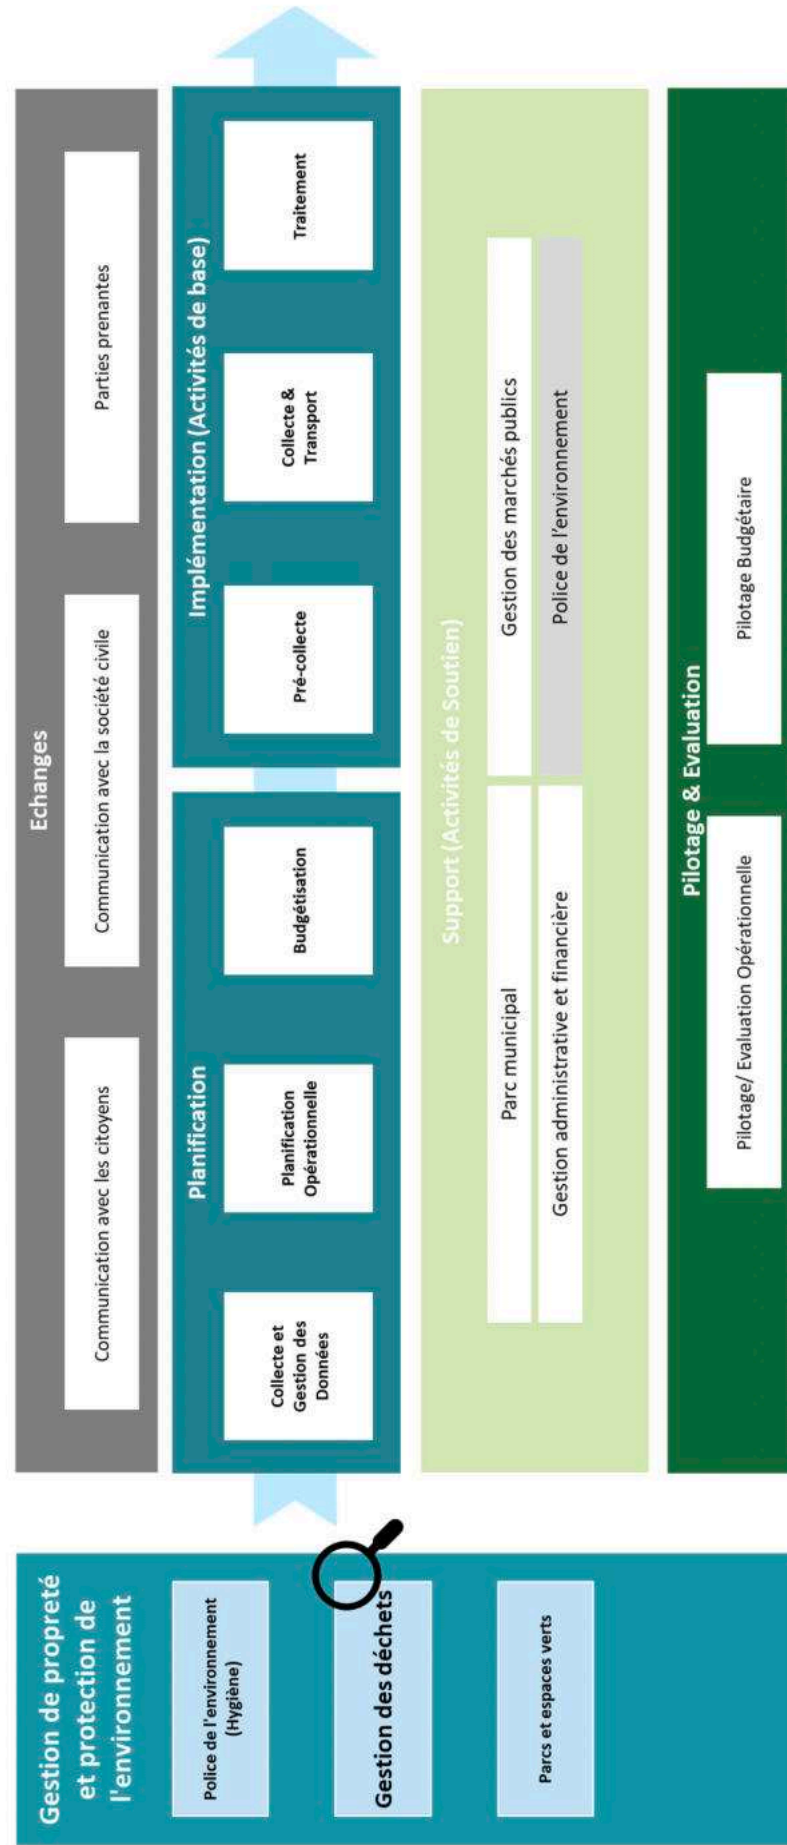 Gestion de propreté
et protection de
l'environnement
Police de l'environnement
(Hygiène)
Gestion des déchets
Parcs et espaces verts
Echanges
Communication avec les citoyens
Communication avec la société civile
Parties prenantes
Planification
Collecte et
Gestion des
Données
Planification
Opérationnelle
Budgétisation
Implémentation (Activités de base)
Pré-collecte
Collecte &
Transport
Traitement
Support (Activités de Soutien)
Parc municipal
Gestion des marchés publics
Gestion administrative et financière
Police de l'environnement
Pilotage & Evaluation
Pilotage/ Evaluation Opérationnelle
Pilotage Budgétaire